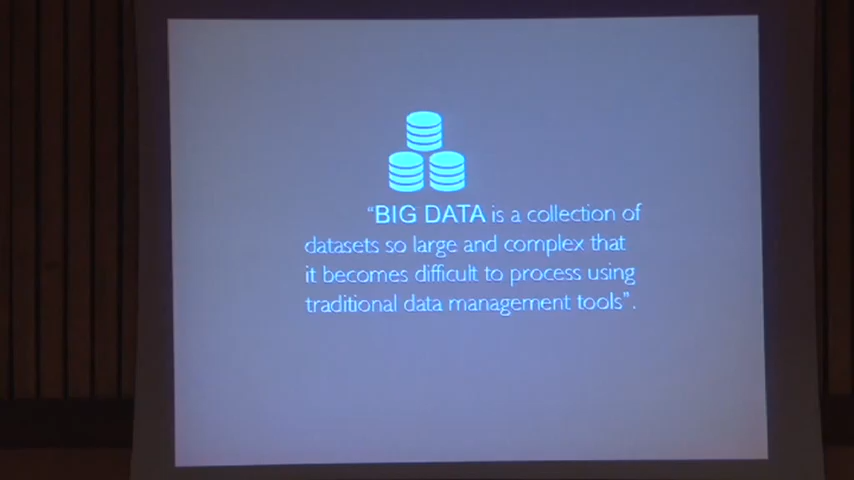 “BIG DATA is a collection of
datasets so large and complex that
it becomes difficult to process using
traditional data management tools”.